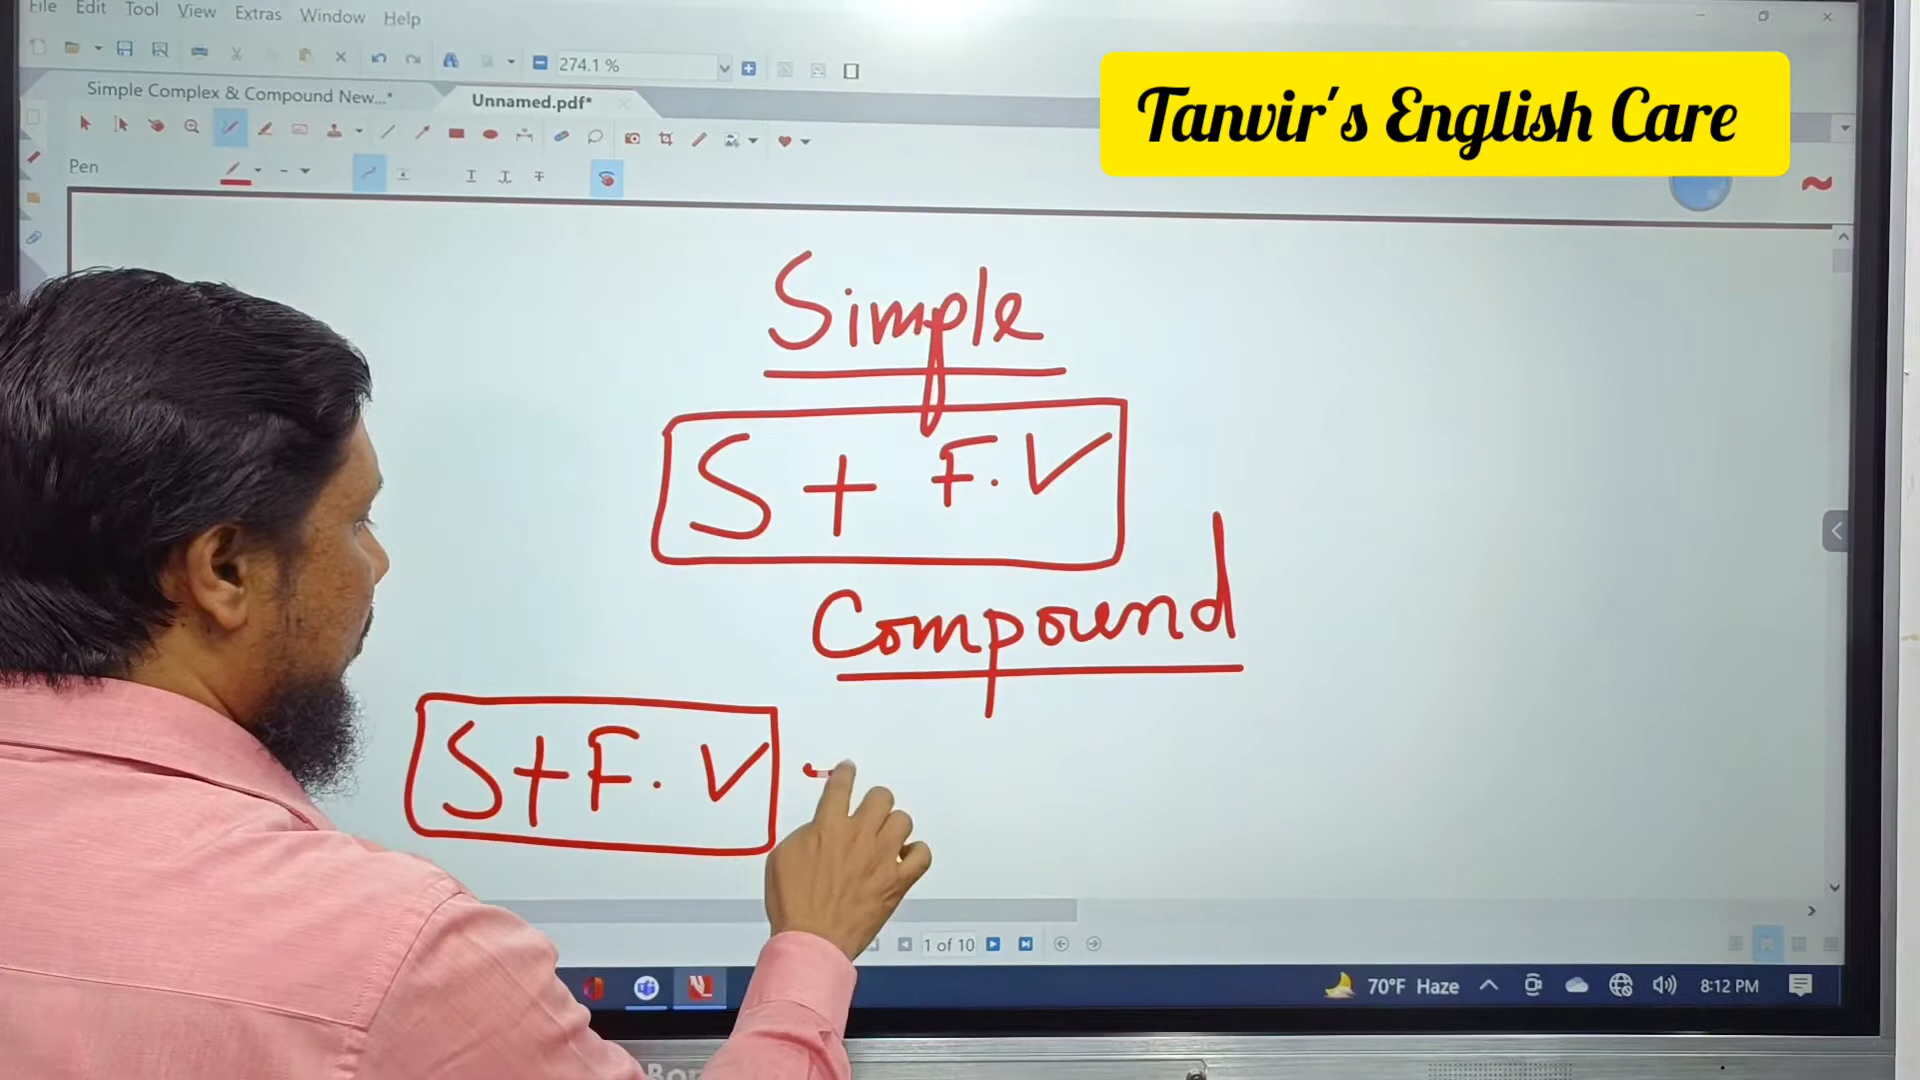 File Edit Tool View Extras Window Help
274.1 %
Tanvir's English Care
Simple Complex & Compound New...*
Unnamed.pdf*
Pen
Simple
S + F.V
Compound
S+F.V
1 of 10
70°F Haze
8:12 PM